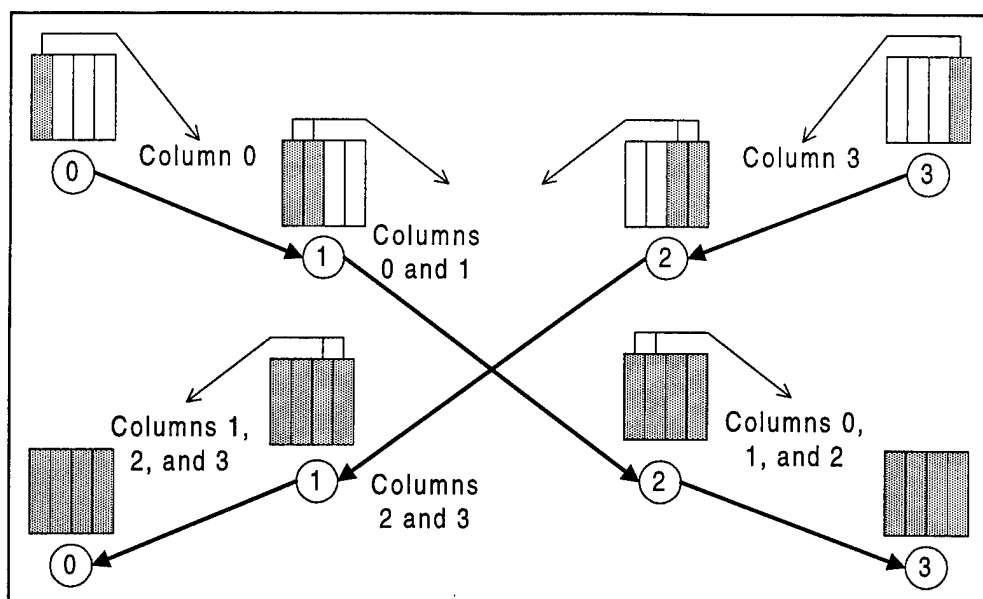 Column 0
Column 3
0
3
Columns
0 and 1
1
2
Columns 1,
2, and 3
Columns 0,
1, and 2
1
Columns
2 and 3
2
0
3